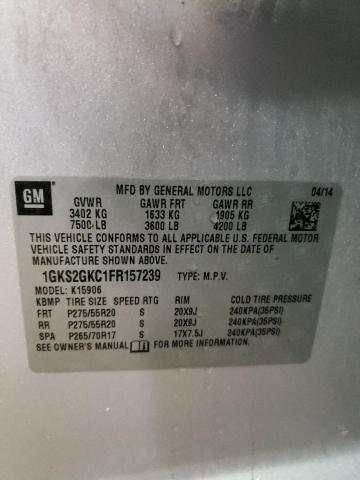 GM
MFD BY GENERAL MOTORS LLC 04/14
GVWR GAWR FRT GAWR RR
3402 KG 1633 KG 1905 KG
7500 LB 3600 LB 4200 LB
THIS VEHICLE CONFORMS TO ALL APPLICABLE U.S. FEDERAL MOTOR
VEHICLE SAFETY STANDARDS IN EFFECT ON THE DATE OF
MANUFACTURE SHOWN ABOVE.
1GKS2GKC1FR157239 TYPE: M.P.V.
MODEL: K15906
KBMP TIRE SIZE SPEED RTG RIM COLD TIRE PRESSURE
FRT P275/55R20 S 20X9J 240KPA(35PSI)
RR P275/55R20 S 20X9J 240KPA(35PSI)
SPA P265/70R17 S 17X7.5J 240KPA(35PSI)
SEE OWNER'S MANUAL FOR MORE INFORMATION.